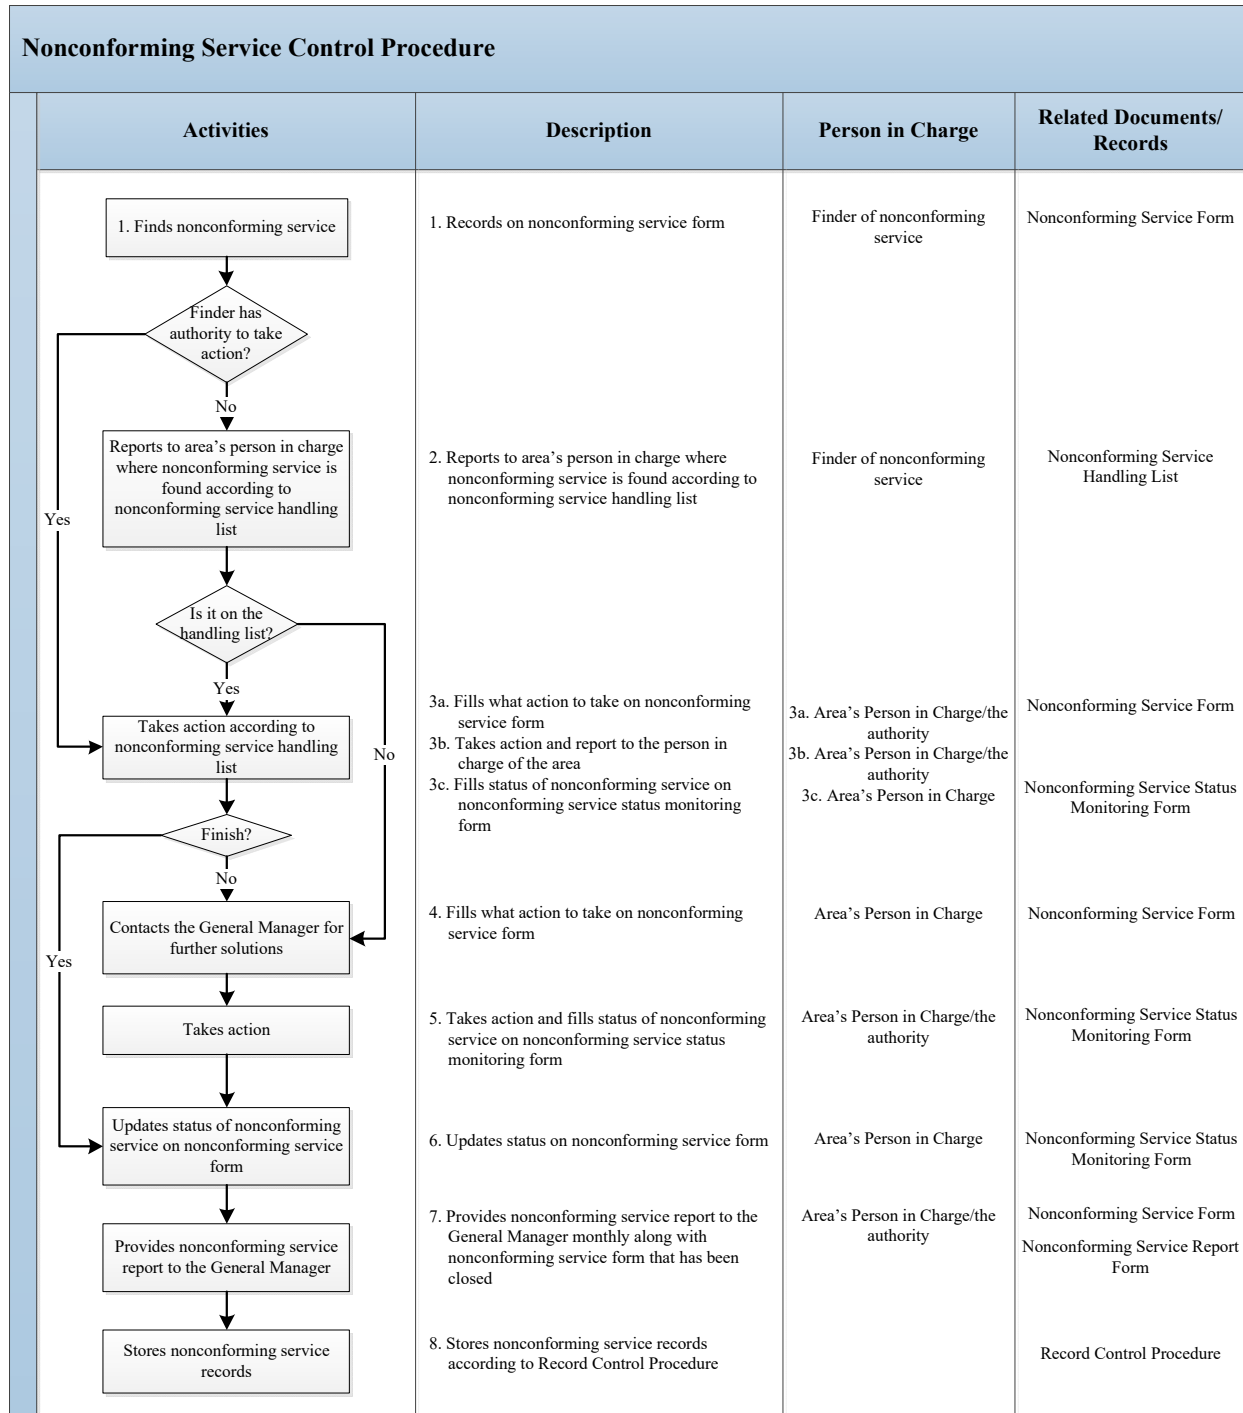 Nonconforming Service Control Procedure
Activities
Description
Person in Charge
Related Documents/
Records
1. Finds nonconforming service
1. Records on nonconforming service form
Finder of nonconforming
service
Nonconforming Service Form
Finder has
authority to take
action?
No
Yes
Reports to area's person in charge
where nonconforming service is
found according to
nonconforming service handling
list
2. Reports to area's person in charge where
nonconforming service is found according to
nonconforming service handling list
Finder of nonconforming
service
Nonconforming Service
Handling List
Is it on the
handling list?
Yes
No
Takes action according to
nonconforming service handling
list
3a. Fills what action to take on nonconforming
service form
3b. Takes action and report to the person in
charge of the area
3c. Fills status of nonconforming service on
nonconforming service status monitoring
form
3a. Area's Person in Charge/the
authority
3b. Area's Person in Charge/the
authority
3c. Area's Person in Charge
Nonconforming Service Form
Nonconforming Service Status
Monitoring Form
Finish?
No
Yes
Contacts the General Manager for
further solutions
4. Fills what action to take on nonconforming
service form
Area's Person in Charge
Nonconforming Service Form
Takes action
5. Takes action and fills status of nonconforming
service on nonconforming service status
monitoring form
Area's Person in Charge/the
authority
Nonconforming Service Status
Monitoring Form
Updates status of nonconforming
service on nonconforming service
form
6. Updates status on nonconforming service form
Area's Person in Charge
Nonconforming Service Status
Monitoring Form
Provides nonconforming service
report to the General Manager
7. Provides nonconforming service report to the
General Manager monthly along with
nonconforming service form that has been
closed
Area's Person in Charge/the
authority
Nonconforming Service Form
Nonconforming Service Report
Form
Stores nonconforming service
records
8. Stores nonconforming service records
according to Record Control Procedure
Record Control Procedure